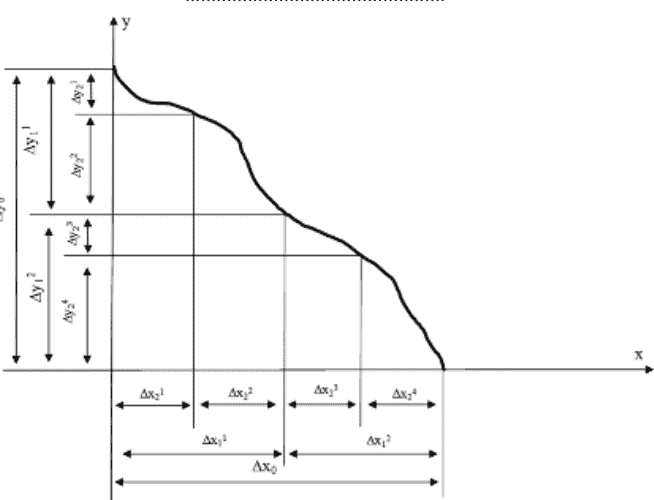 y
Δy₂¹
Δy₁¹
Δy₂²
Δy₂³
Δy₁²
Δy₂⁴
x
Δx₂¹
Δx₂²
Δx₂³
Δx₂⁴
Δx₁¹
Δx₁²
Δx₀